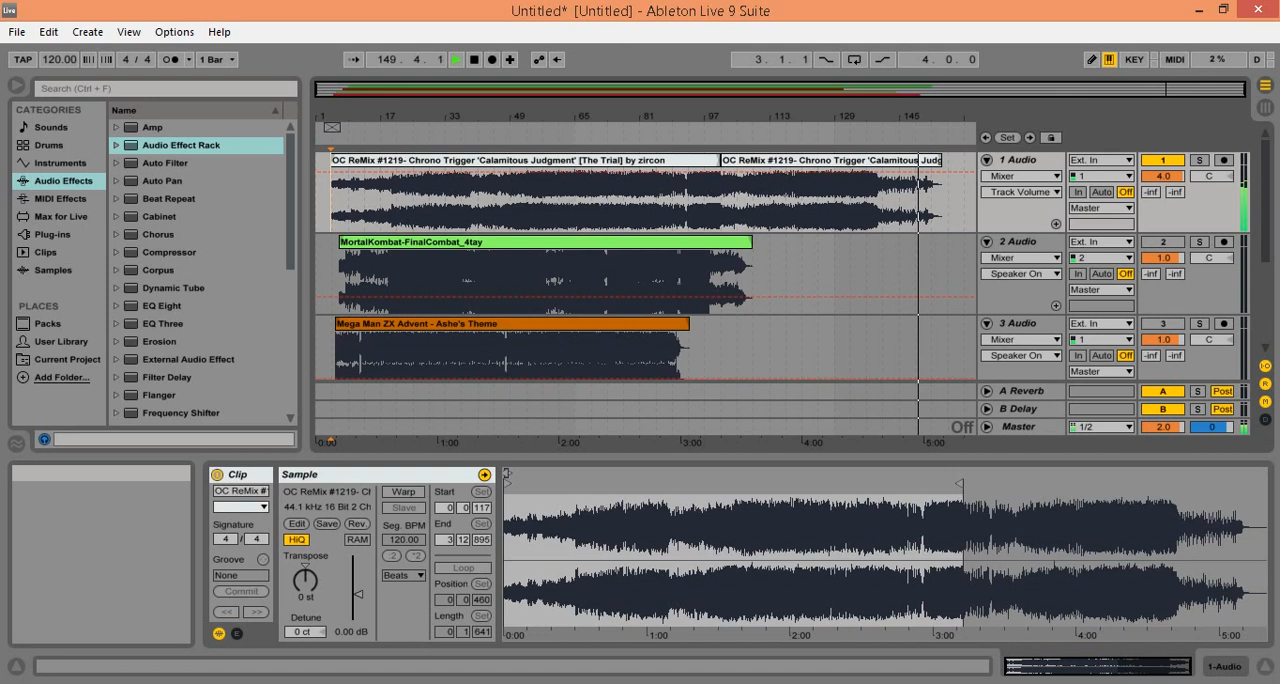 Live
Untitled* [Untitled] - Ableton Live 9 Suite
File Edit Create View Options Help
TAP 120.00 4 / 4 1 Bar 149 . 4 . 1 3 . 1 . 1 4 . 0 . 0 KEY MIDI 2 % D
Search (Ctrl + F)
CATEGORIES
Sounds
Drums
Instruments
Audio Effects
MIDI Effects
Max for Live
Plug-ins
Clips
Samples
PLACES
Packs
User Library
Current Project
Add Folder...
Name
Amp
Audio Effect Rack
Auto Filter
Auto Pan
Beat Repeat
Cabinet
Chorus
Compressor
Corpus
Dynamic Tube
EQ Eight
EQ Three
Erosion
External Audio Effect
Filter Delay
Flanger
Frequency Shifter
1 17 33 49 65 81 97 113 129 145
Set
OC ReMix #1219- Chrono Trigger 'Calamitous Judgment' [The Trial] by zircon
OC ReMix #1219- Chrono Trigger 'Calamitous Judg
1 Audio Ext. In 1 S
Mixer 1 4.0 C
Track Volume In Auto Off -inf -inf
Master
MortalKombat-FinalCombat_4tay
2 Audio Ext. In 2 S
Mixer 2 1.0 C
Speaker On In Auto Off -inf -inf
Master
Mega Man ZX Advent - Ashe's Theme
3 Audio Ext. In 3 S
Mixer 1 1.0 C
Speaker On In Auto Off -inf -inf
Master
A Reverb A S Post
B Delay B S Post
Off Master 1/2 2.0 0
0:00 1:00 2:00 3:00 4:00 5:00
Clip
OC ReMix #
Signature
4 / 4
Groove
None
Commit
<< >>
E
Sample
OC ReMix #1219- Cl
44.1 kHz 16 Bit 2 Ch
Edit Save Rev.
HiQ RAM
Transpose
0 st
Detune
0 ct 0.00 dB
Warp
Slave
Seg. BPM
120.00
:2 *2
Beats
Start Set
0 0 117
End Set
3 12 895
Loop
Position Set
0 0 460
Length Set
0 1 641
0:00 1:00 2:00 3:00 4:00 5:00
1-Audio